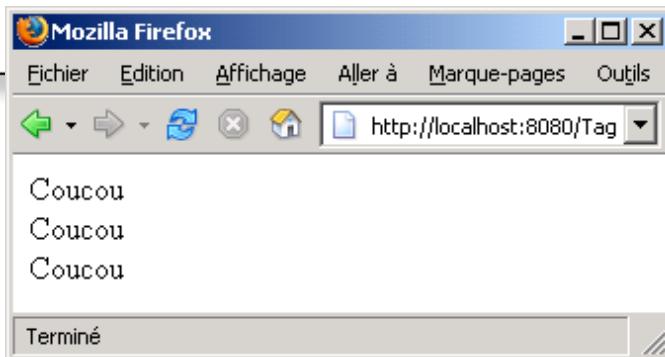 Mozilla Firefox
Fichier Edition Affichage Aller à Marque-pages Outils
http://localhost:8080/Tag
Coucou
Coucou
Coucou
Terminé